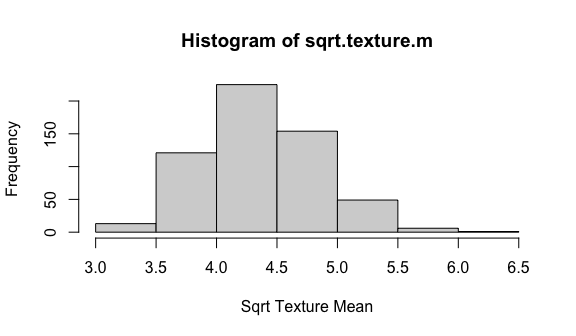 Histogram of sqrt.texture.m
Frequency
150
50
0
3.0 3.5 4.0 4.5 5.0 5.5 6.0 6.5
Sqrt Texture Mean